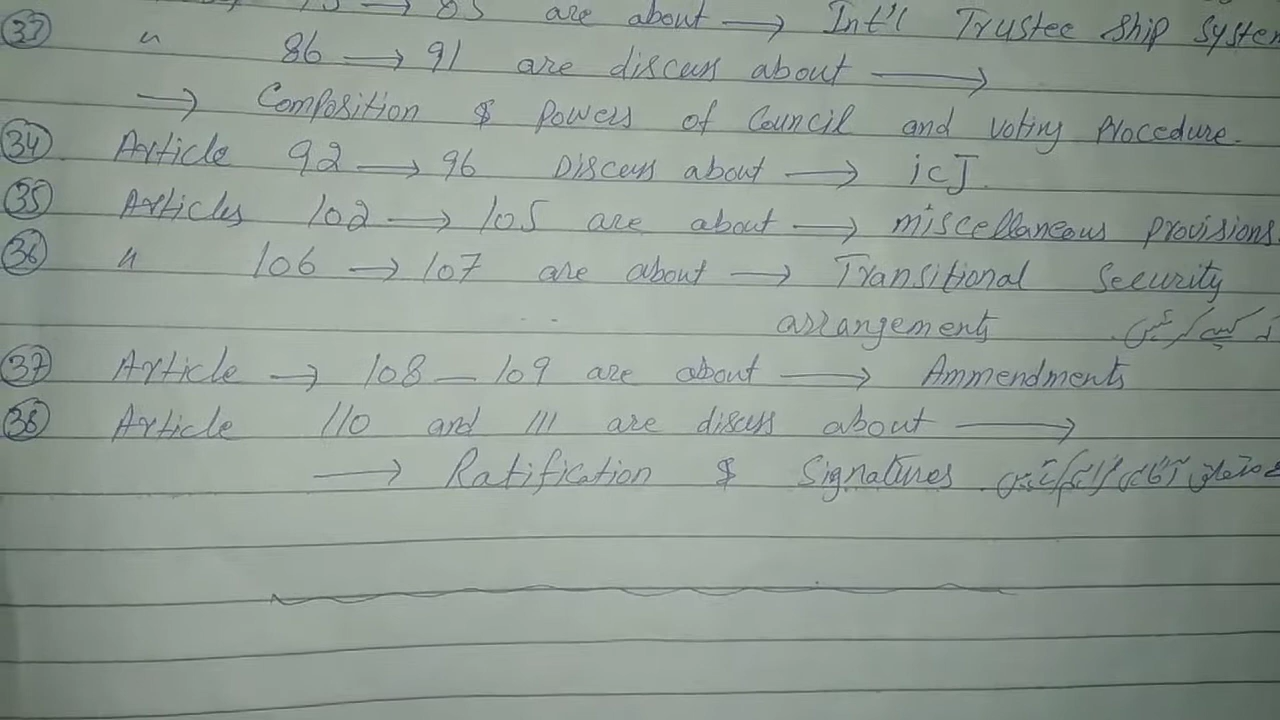 → 85 are about → Int'l Trustee Ship System
33 " 86 → 91 are discuss about →
→ Composition & Powers of Council and voting Procedure.
34 Article 92 → 96 Discuss about → icJ.
35 Articles 102 → 105 are about → miscellaneous provisions.
36 " 106 → 107 are about → Transitional Security
arrangements
37 Article → 108 – 109 are about → Ammendments
38 Article 110 and 111 are discuss about →
→ Ratification & Signatures